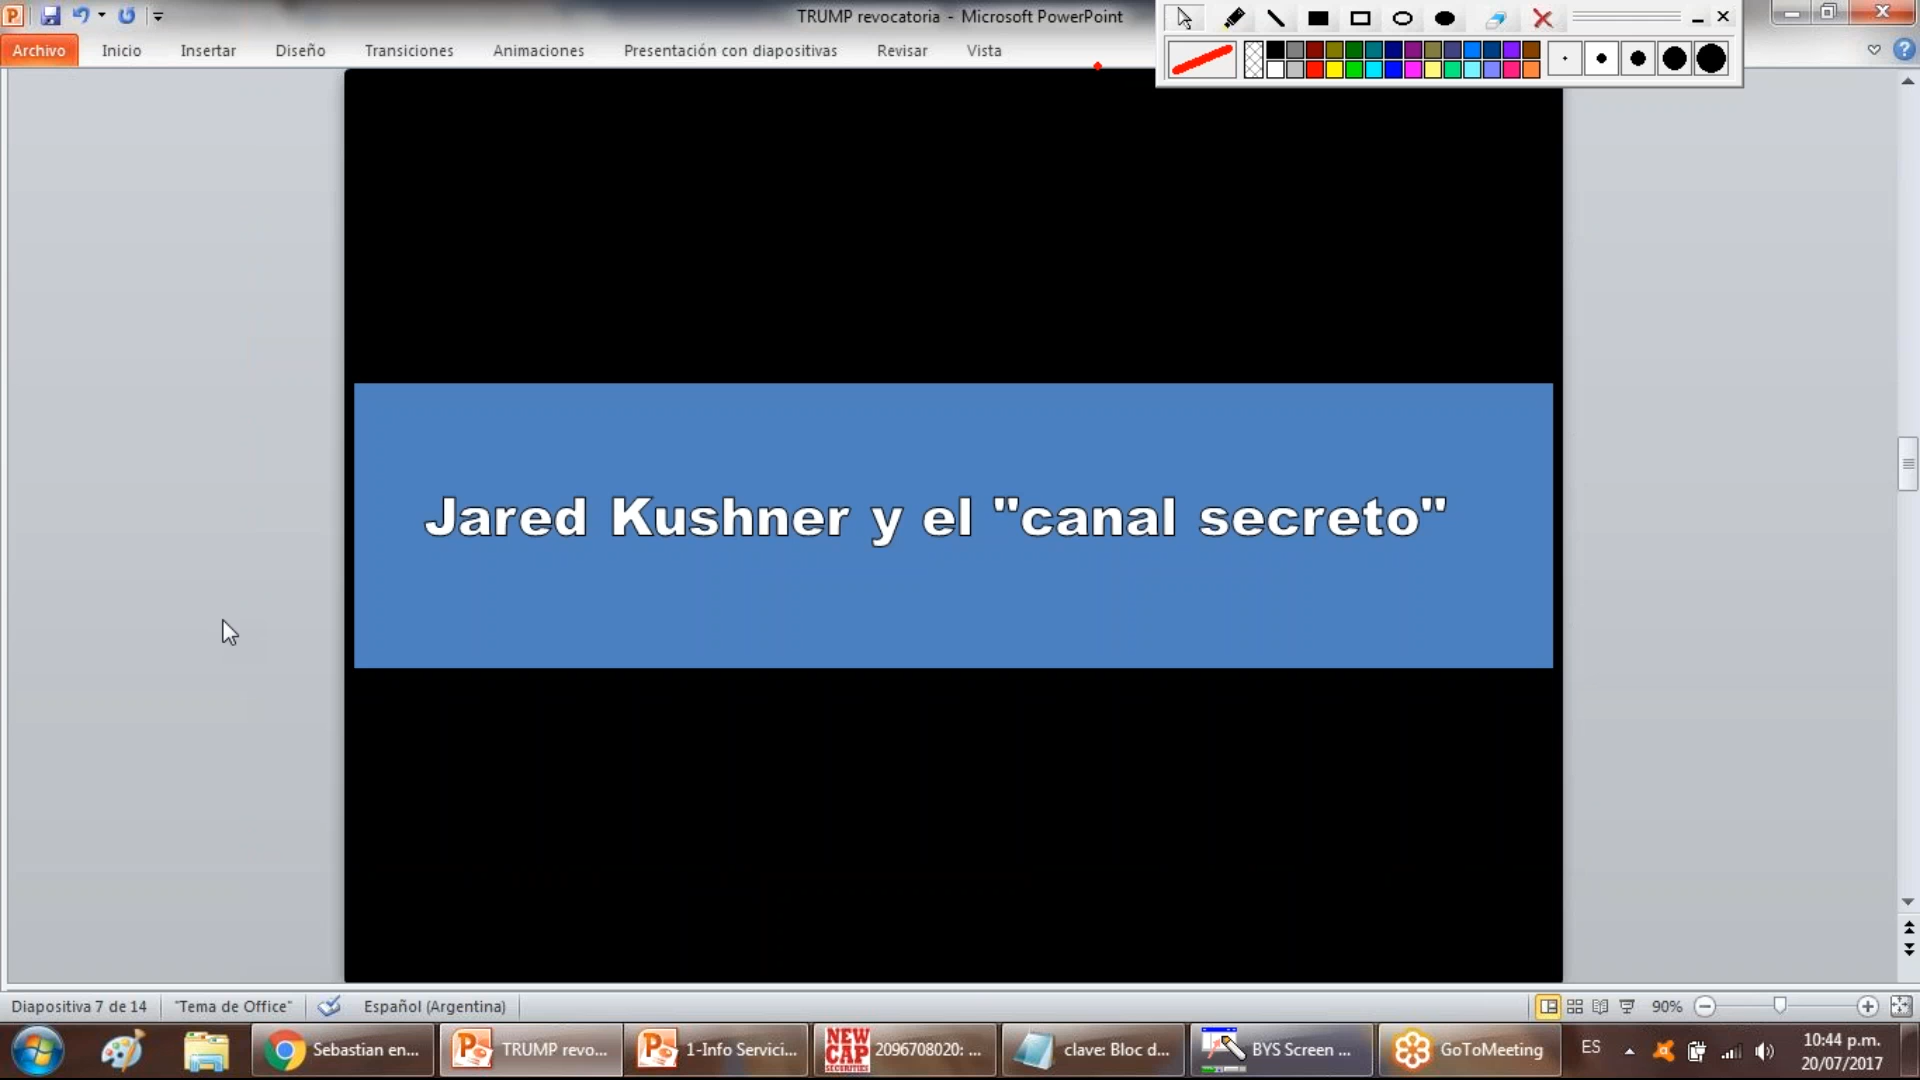 TRUMP revocatoria - Microsoft PowerPoint
Archivo Inicio Insertar Diseño Transiciones Animaciones Presentación con diapositivas Revisar Vista
Jared Kushner y el "canal secreto"
Diapositiva 7 de 14 "Tema de Office" Español (Argentina) 90%
Sebastian en... TRUMP revo... 1-Info Servici... NEW CAP SECURITIES 2096708020: ... clave: Bloc d... BYS Screen ... GoToMeeting ES 10:44 p.m.
20/07/2017